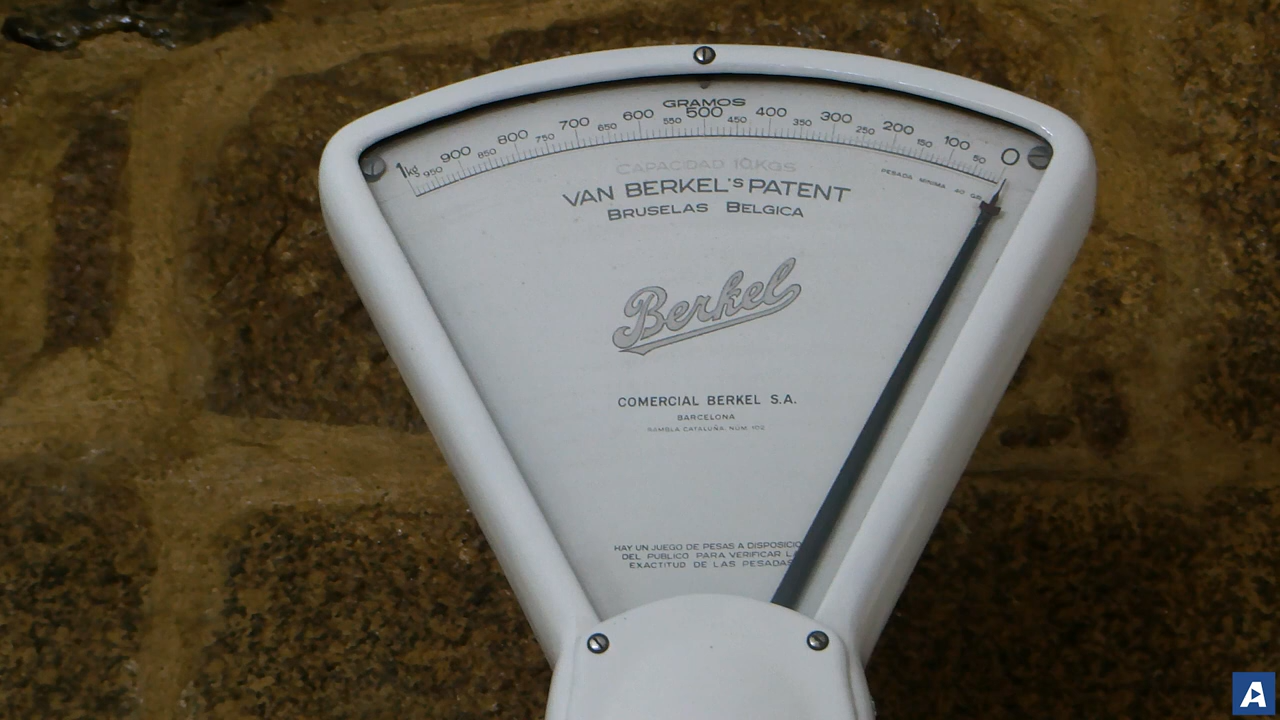 GRAMOS
1kg 950 900 850 800 750 700 650 600 550 500 450 400 350 300 250 200 150 100 50 0
CAPACIDAD 10 KGS
PESADA MINIMA 40 GR.
VAN BERKEL'S PATENT
BRUSELAS BELGICA
Berkel
COMERCIAL BERKEL S.A.
BARCELONA
RAMBLA CATALUÑA, NÚM 102
HAY UN JUEGO DE PESAS A DISPOSICIO
DEL PUBLICO PARA VERIFICAR LA
EXACTITUD DE LAS PESADAS
A